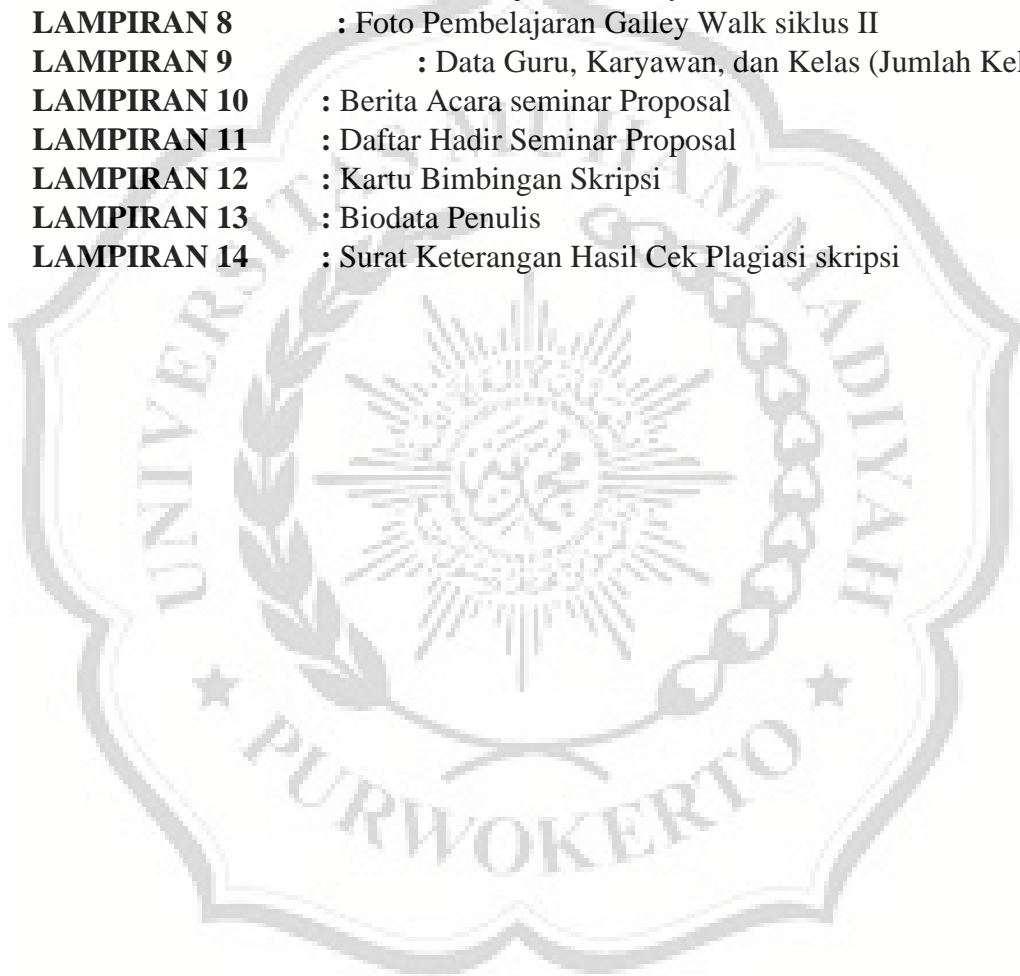 LAMPIRAN 8 : Foto Pembelajaran Galley Walk siklus II
LAMPIRAN 9 : Data Guru, Karyawan, dan Kelas (Jumlah
LAMPIRAN 10 : Berita Acara seminar Proposal
LAMPIRAN 11 : Daftar Hadir Seminar Proposal
LAMPIRAN 12 : Kartu Bimbingan Skripsi
LAMPIRAN 13 : Biodata Penulis
LAMPIRAN 14 : Surat Keterangan Hasil Cek Plagiasi skripsi
UNIVERSITAS MUHAMMADIYAH
PURWOKERTO